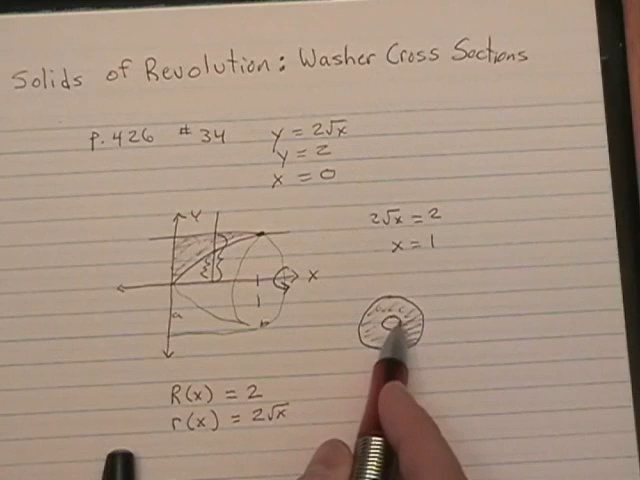 Solids of Revolution: Washer Cross Sections
p. 426 # 34 y = 2√x
y = 2
x = 0
2√x = 2
x = 1
y
x
1
R(x) = 2
r(x) = 2√x